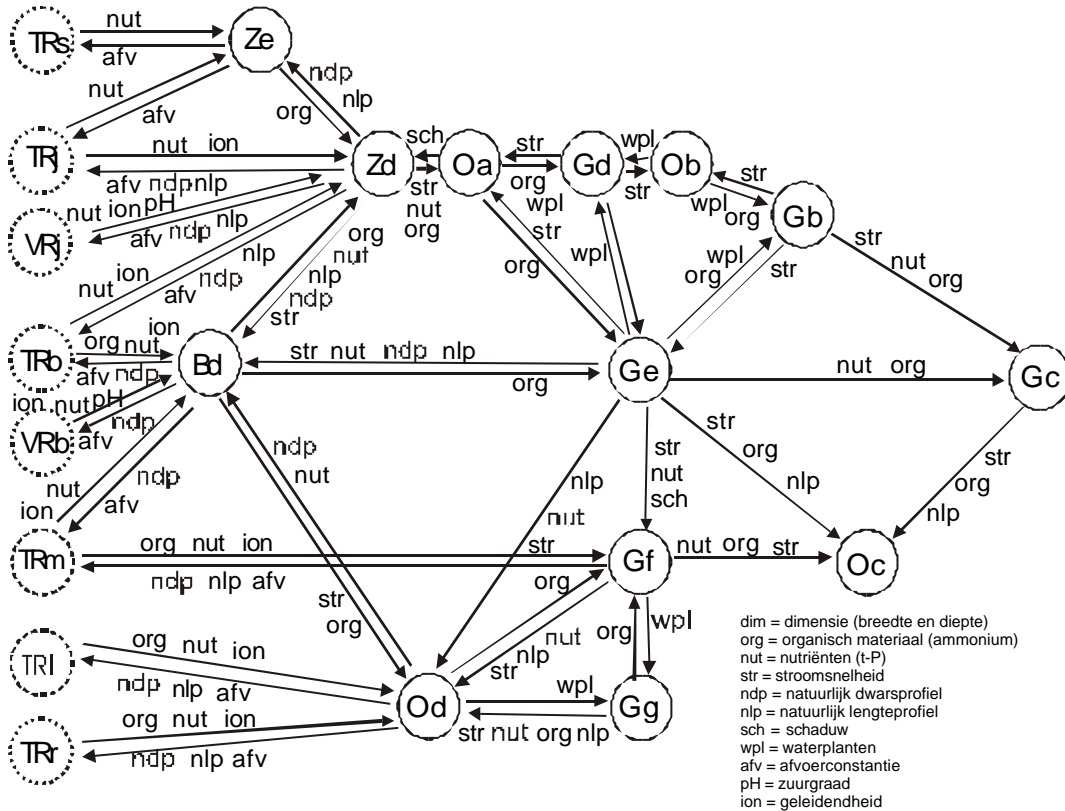 nut
TRs
afv
Ze
nut
afv
ndp
nlp
org
TRj
nut ion
afv ndp nlp
Zd
sch
str
nut
org
Oa
str
org
Gd
wpl
str
Ob
wpl
org
str
Gb
VRj
nut ion pH
afv ndp nlp
wpl
str
org
wpl
wpl
org
str
str
nut
org
nut ion nlp
afv ndp
org
nut
nlp
ndp
str
TRb
org nut ion
afv ndp
Bd
str nut ndp nlp
org
Ge
nut org
Gc
VRb
ion nut pH
afv ndp
ion nut
ndp
afv
ndp
nut
str
org
nlp
nut
str
nut
sch
str
org
nlp
str
org
nlp
TRm
org nut ion str
ndp nlp afv
Gf
nut org str
Oc
org
nut
nlp
str
org
wpl
TRl
org nut ion
ndp nlp afv
Od
wpl
str nut org nlp
Gg
TRr
org nut ion
ndp nlp afv
dim = dimensie (breedte en diepte)
org = organisch materiaal (ammonium)
nut = nutriënten (t-P)
str = stroomsnelheid
ndp = natuurlijk dwarsprofiel
nlp = natuurlijk lengteprofiel
sch = schaduw
wpl = waterplanten
afv = afvoerconstantie
pH = zuurgraad
ion = geleidendheid